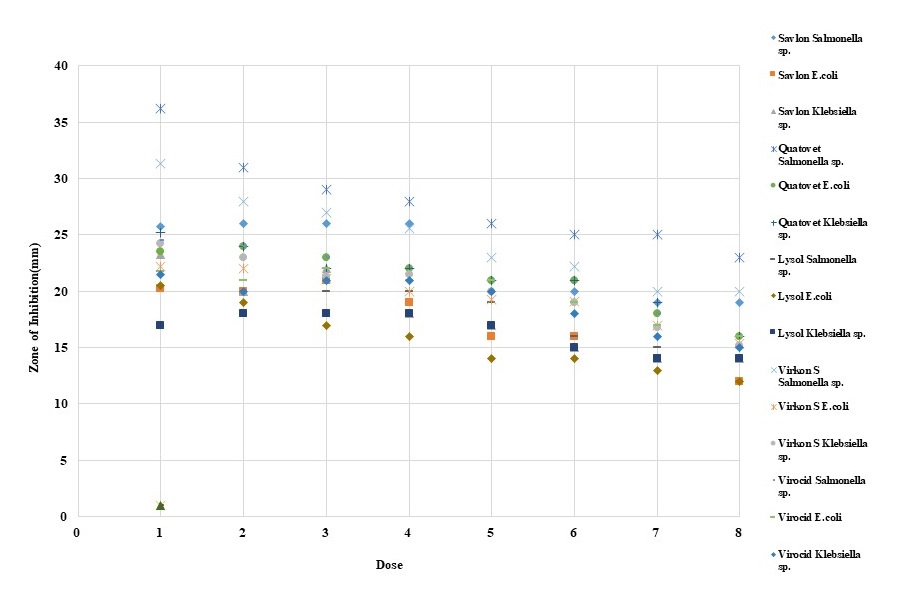 40
35
30
25
20
15
10
5
0
Zone of Inhibition(mm)
0 1 2 3 4 5 6 7 8
Dose
Savlon Salmonella
sp.
Savlon E.coli
Savlon Klebsiella
sp.
Quatovet
Salmonella sp.
Quatovet E.coli
Quatovet Klebsiella
sp.
Lysol Salmonella
sp.
Lysol E.coli
Lysol Klebsiella sp.
Virkon S
Salmonella sp.
Virkon S E.coli
Virkon S Klebsiella
sp.
Virocid Salmonella
sp.
Virocid E.coli
Virocid Klebsiella
sp.